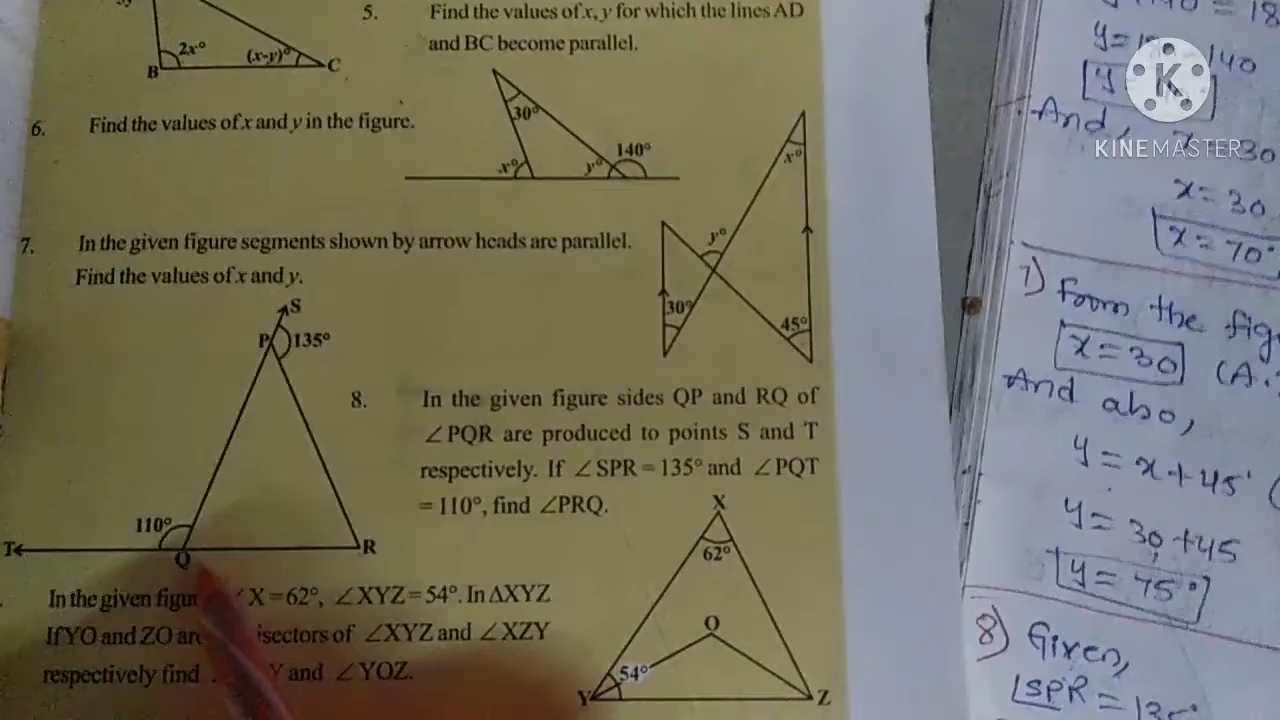 2x°
(x-y)°
B
C
5. Find the values of x, y for which the lines AD
and BC become parallel.
6. Find the values of x and y in the figure.
30°
x°
y°
140°
x°
y°
30°
45°
7. In the given figure segments shown by arrow heads are parallel.
Find the values of x and y.
S
P
135°
110°
T
Q
R
8. In the given figure sides QP and RQ of
∠PQR are produced to points S and T
respectively. If ∠SPR = 135° and ∠PQT
= 110°, find ∠PRQ.
X
62°
O
54°
Y
Z
In the given X=62°, ∠XYZ=54°. In ΔXYZ
If YO and ZO of ∠XYZ and ∠XZY
respectively find Y and ∠YOZ.
K
KINEMASTER
140
And,
x = 30
x = 70°
7) From the
x = 30
And also,
y = x + 45
y = 30 + 45
y = 75°
8) Given,
∠SPR =